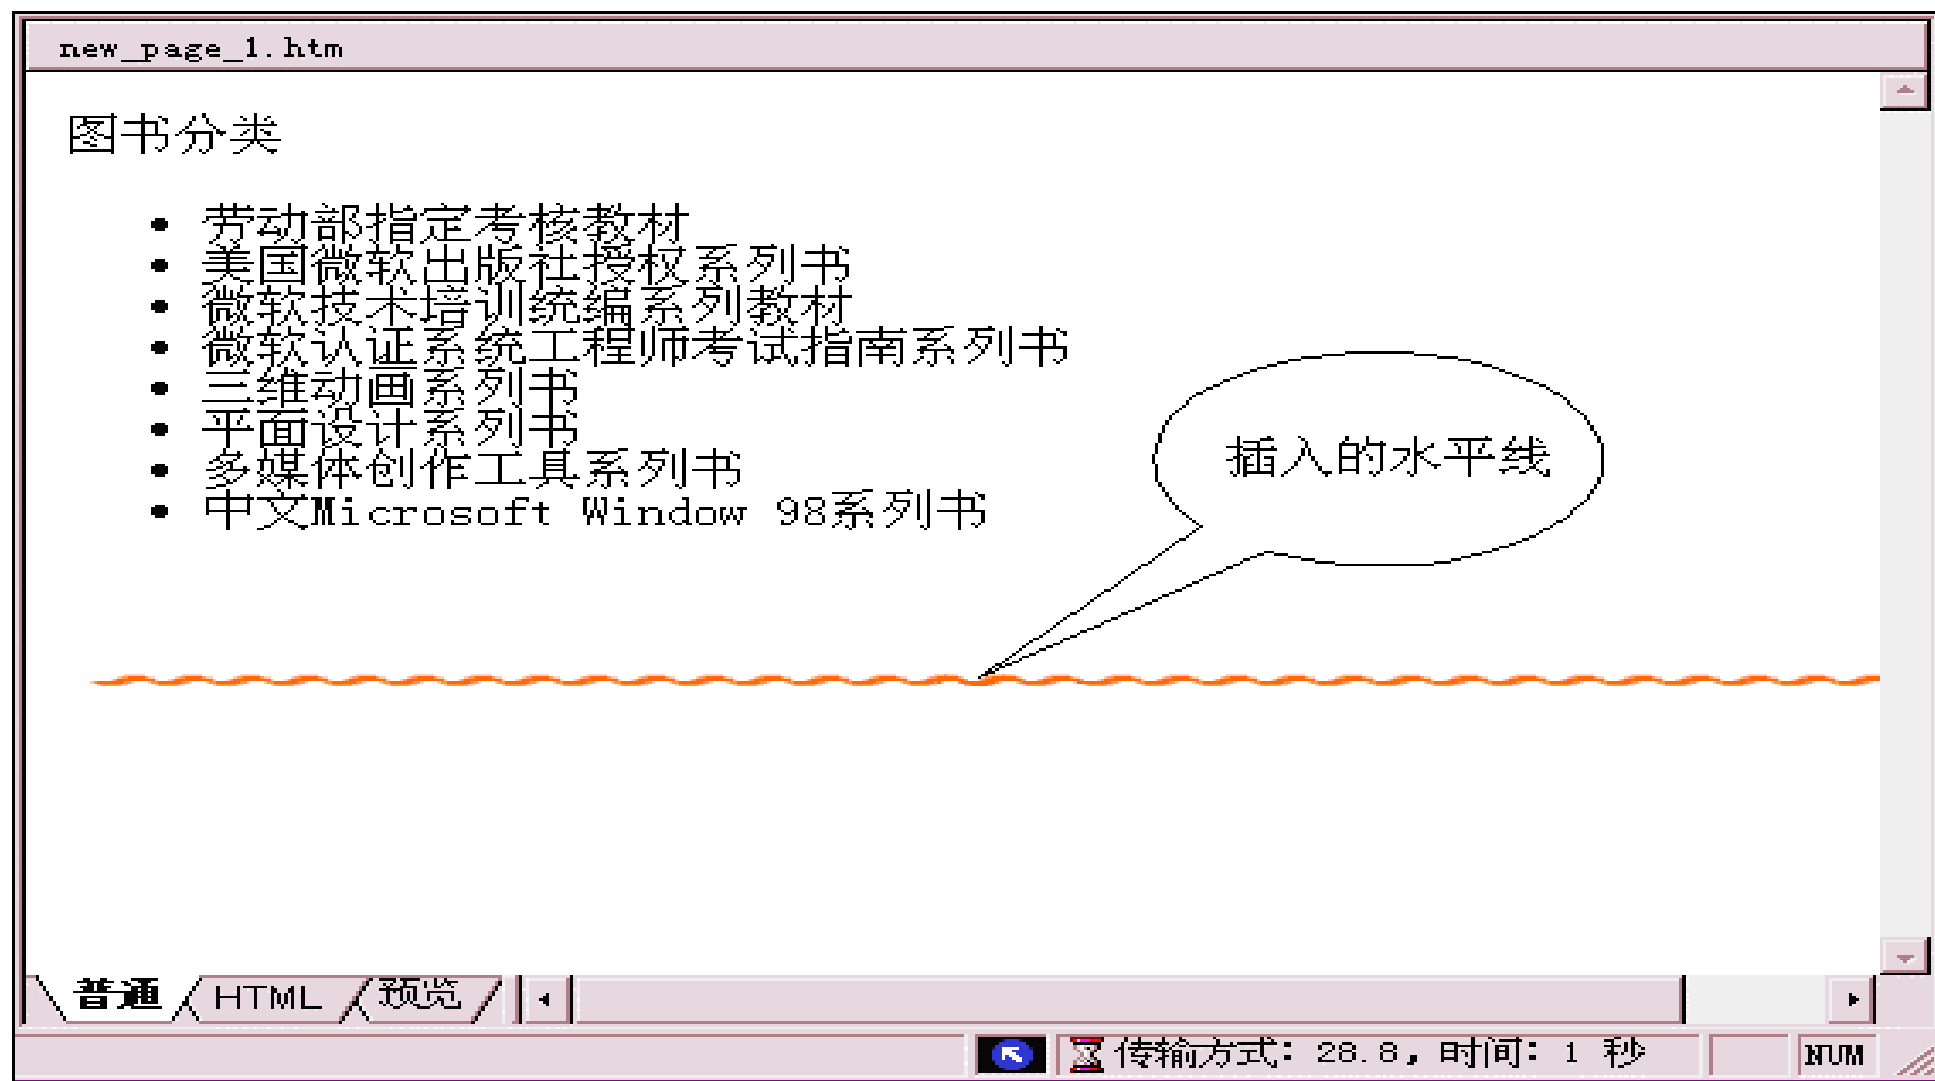 new_page_1.htm
图书分类
• 劳动部指定考核教材
• 美国微软出版社授权系列书
• 微软技术培训统编系列教材
• 微软认证系统工程师考试指南系列书
• 三维动画系列书
• 平面设计系列书
• 多媒体创作工具系列书
• 中文Microsoft Window 98系列书
插入的水平线
普通 HTML 预览
传输方式: 28.8, 时间: 1 秒 NUM